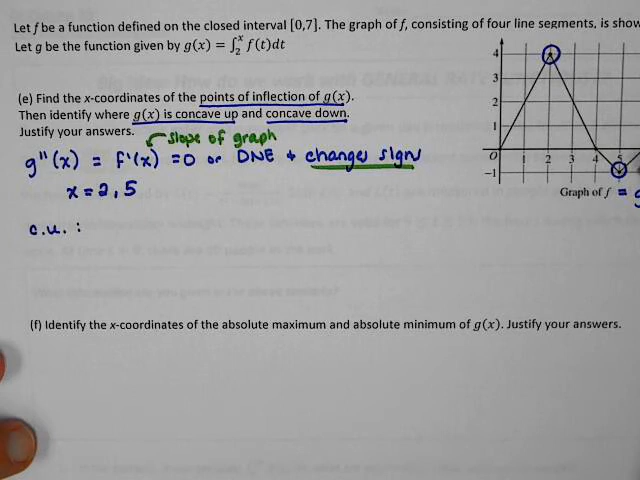 Let f be a function defined on the closed interval [0,7]. The graph of f, consisting of four line segments, is show
Let g be the function given by g(x) = ∫₂ˣ f(t)dt
(e) Find the x-coordinates of the points of inflection of g(x).
Then identify where g(x) is concave up and concave down.
Justify your answers.
slope of graph
g''(x) = f'(x) = 0 or DNE + changes signs
x = 2, 5
c.u. :
4
3
2
1
O 1 2 3 4 5
-1
Graph of f =
(f) Identify the x-coordinates of the absolute maximum and absolute minimum of g(x). Justify your answers.